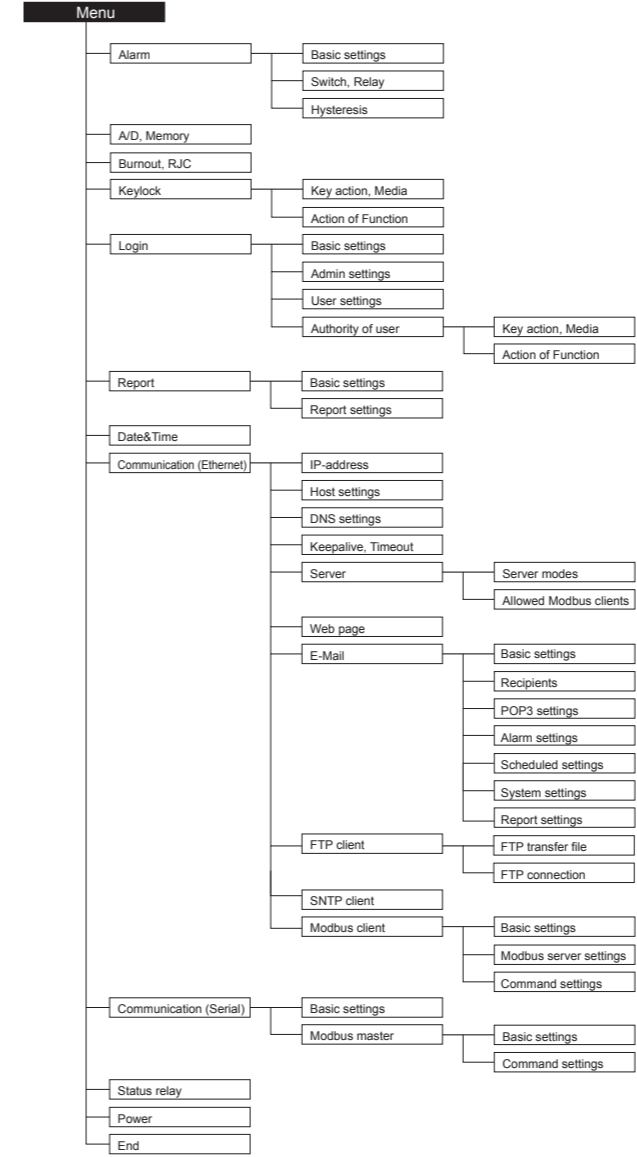 Menu
Alarm
Basic settings
Switch, Relay
Hysteresis
A/D, Memory
Burnout, RJC
Keylock
Key action, Media
Action of Function
Login
Basic settings
Admin settings
User settings
Authority of user
Key action, Media
Action of Function
Report
Basic settings
Report settings
Date&Time
Communication (Ethernet)
IP-address
Host settings
DNS settings
Keepalive, Timeout
Server
Server modes
Allowed Modbus clients
Web page
E-Mail
Basic settings
Recipients
POP3 settings
Alarm settings
Scheduled settings
System settings
Report settings
FTP client
FTP transfer file
FTP connection
SNTP client
Modbus client
Basic settings
Modbus server settings
Command settings
Communication (Serial)
Basic settings
Modbus master
Basic settings
Command settings
Status relay
Power
End